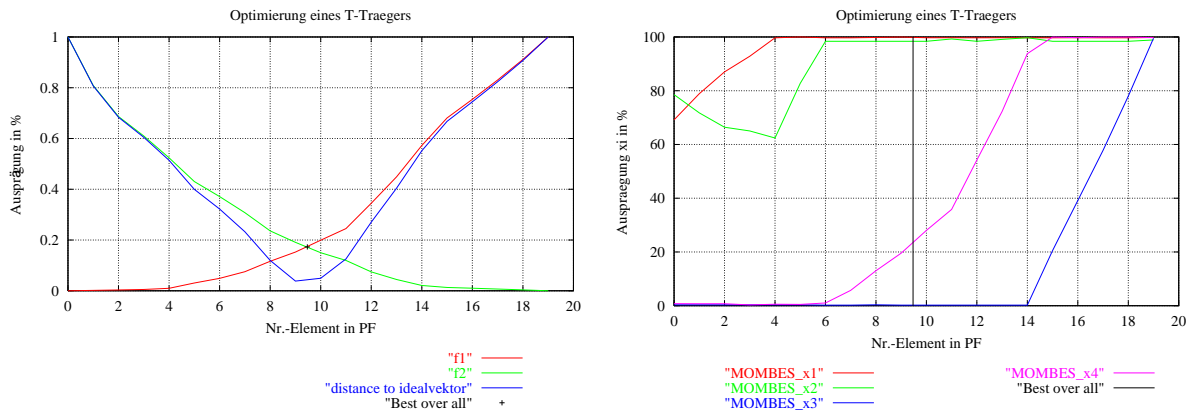 Optimierung eines T-Traegers
Ausprägung in %
1
0.8
0.6
0.4
0.2
0
0 2 4 6 8 10 12 14 16 18 20
Nr.-Element in PF
"f1"
"f2"
"distance to idealvektor"
"Best over all"
Optimierung eines T-Traegers
Auspraegung xi in %
100
80
60
40
20
0
0 2 4 6 8 10 12 14 16 18 20
Nr.-Element in PF
"MOMBES_x1"
"MOMBES_x2"
"MOMBES_x3"
"MOMBES_x4"
"Best over all"